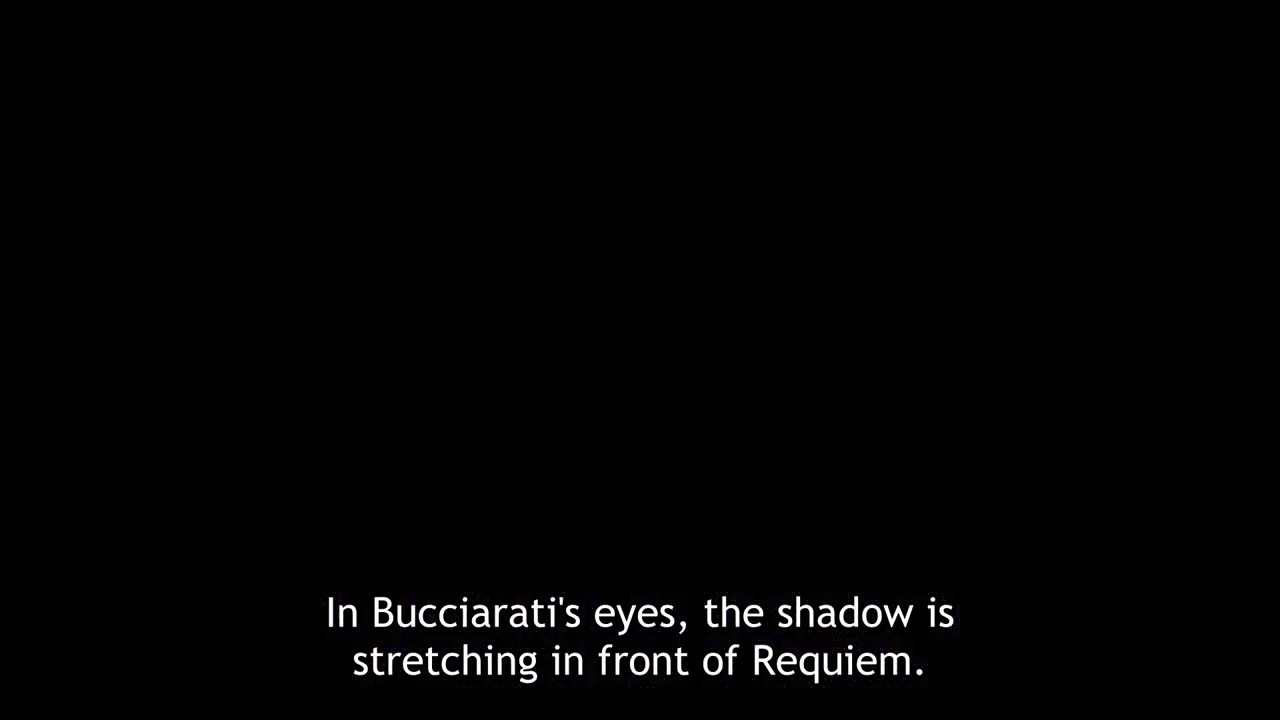 In Bucciarati's eyes, the shadow is
stretching in front of Requiem.